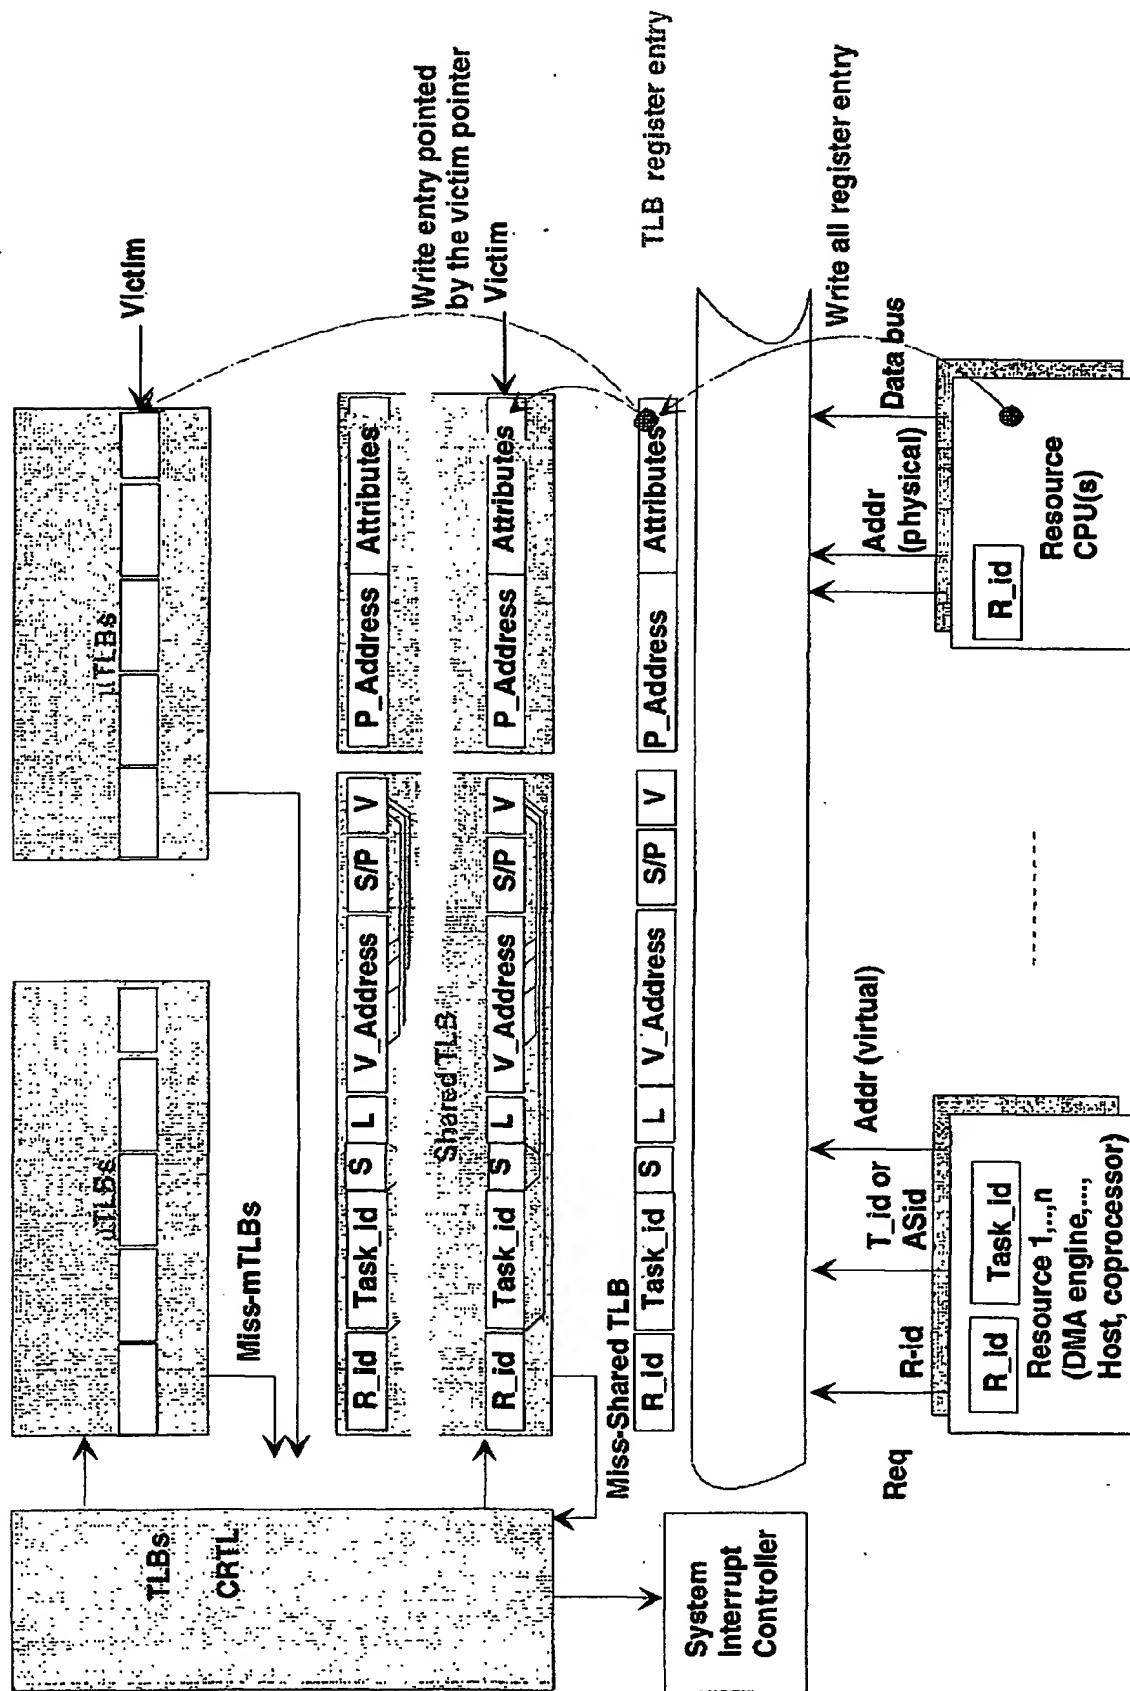 TLBs
CRTL
µTLBs
µTLBs
Victim
Miss-mTLBs
R_id Task_id S L V_Address S/P V P_Address Attributes
Write entry pointed
by the victim pointer
Shared TLB
R_id Task_id S L V_Address S/P V P_Address Attributes
Victim
Miss-Shared TLB
R_id Task_id S L V_Address S/P V P_Address Attributes
TLB register entry
System
Interrupt
Controller
Write all register entry
Req
R-id
T_id or
ASid
Addr (virtual)
Addr
(physical)
Data bus
R_id Task_id
Resource 1,..,n
(DMA engine,...,
Host, coprocessor)
R_id
Resource
CPU(s)